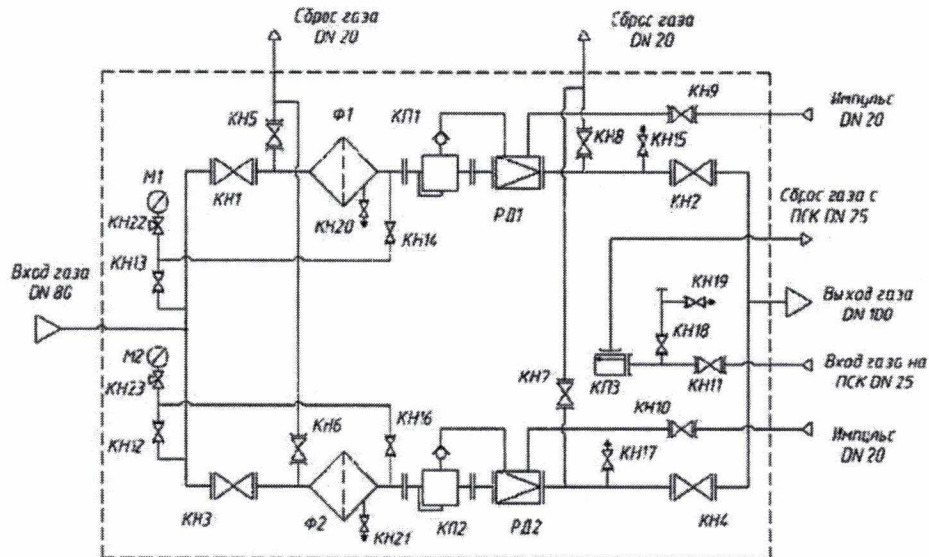 Сброс газа
DN 20
Сброс газа
DN 20
КН5
Ф1
КП1
КН9
Импульс
DN 20
КН8
КН15
М1
КН22
КН1
КН20
КН14
РД1
КН2
Сброс газа с
ПСК DN 25
КН13
Вход газа
DN 80
КН19
Выход газа
DN 100
М2
КН18
КН23
КН7
КП3
КН11
Вход газа на
ПСК DN 25
КН16
КН10
КН12
КН6
КН17
Импульс
DN 20
КН3
Ф2
КН21
КП2
РД2
КН4